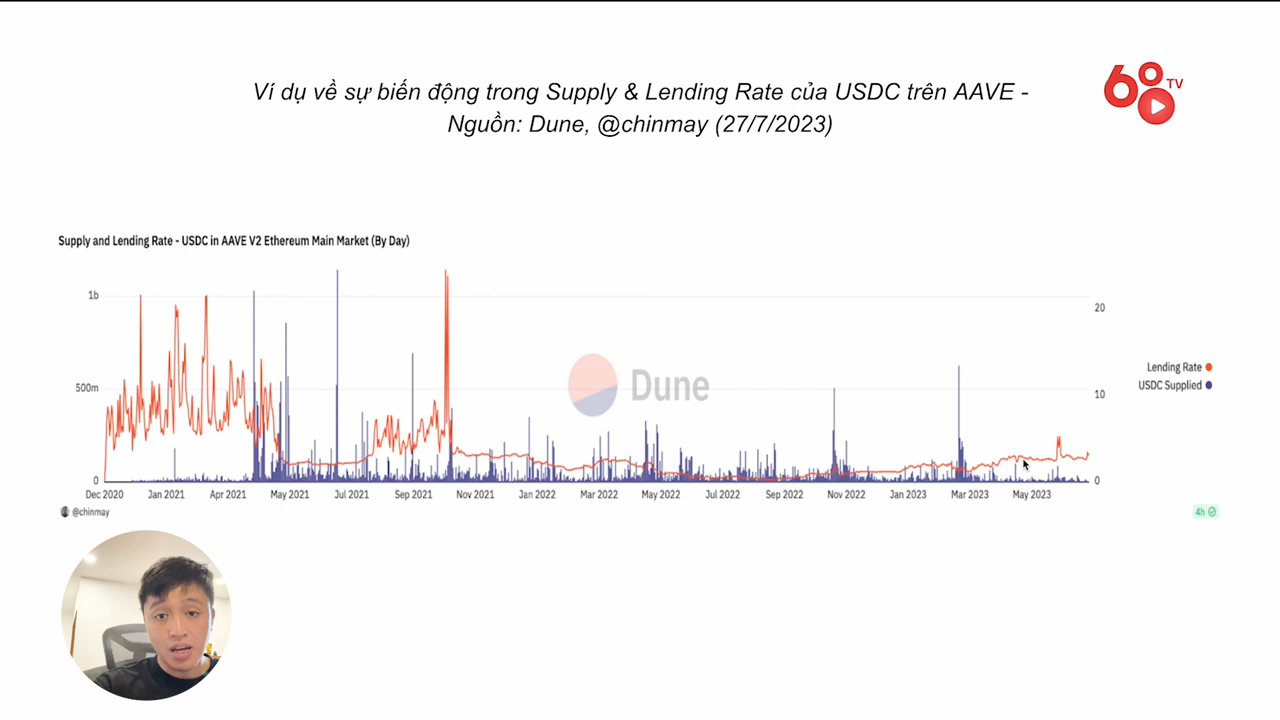 Ví dụ về sự biến động trong Supply & Lending Rate của USDC trên AAVE -
Nguồn: Dune, @chinmay (27/7/2023)
68 TV
Supply and Lending Rate - USDC in AAVE V2 Ethereum Main Market (By Day)
1b
500m
0
20
10
0
Dune
Lending Rate
USDC Supplied
Dec 2020 Jan 2021 Apr 2021 May 2021 Jul 2021 Sep 2021 Nov 2021 Jan 2022 Mar 2022 May 2022 Jul 2022 Sep 2022 Nov 2022 Jan 2023 Mar 2023 May 2023
@chinmay
4h